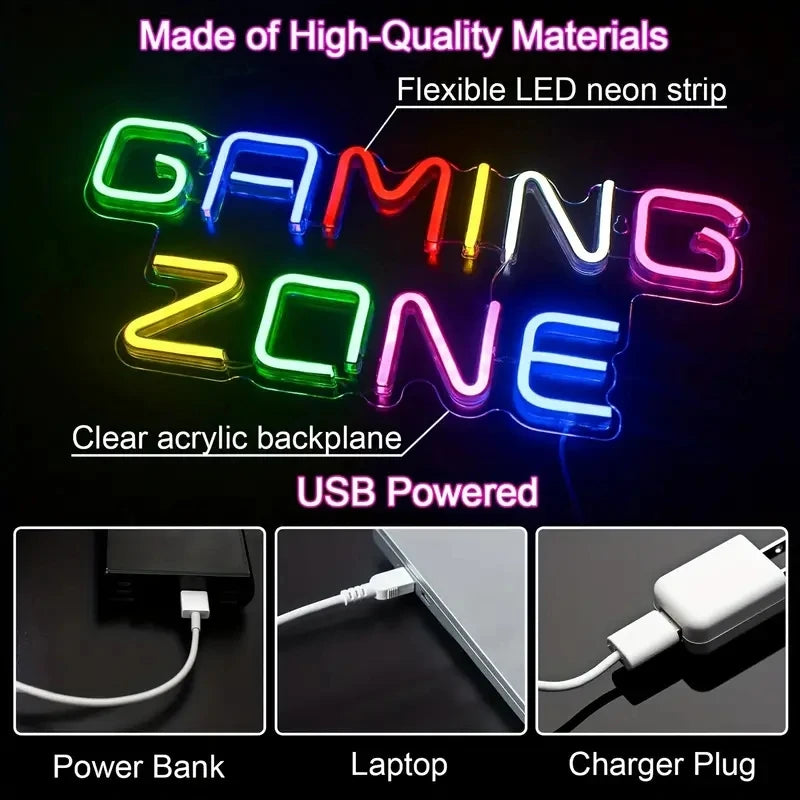 Made of High-Quality Materials
Flexible LED neon strip
GAMING
ZONE
Clear acrylic backplane
USB Powered
Power Bank
Laptop
Charger Plug